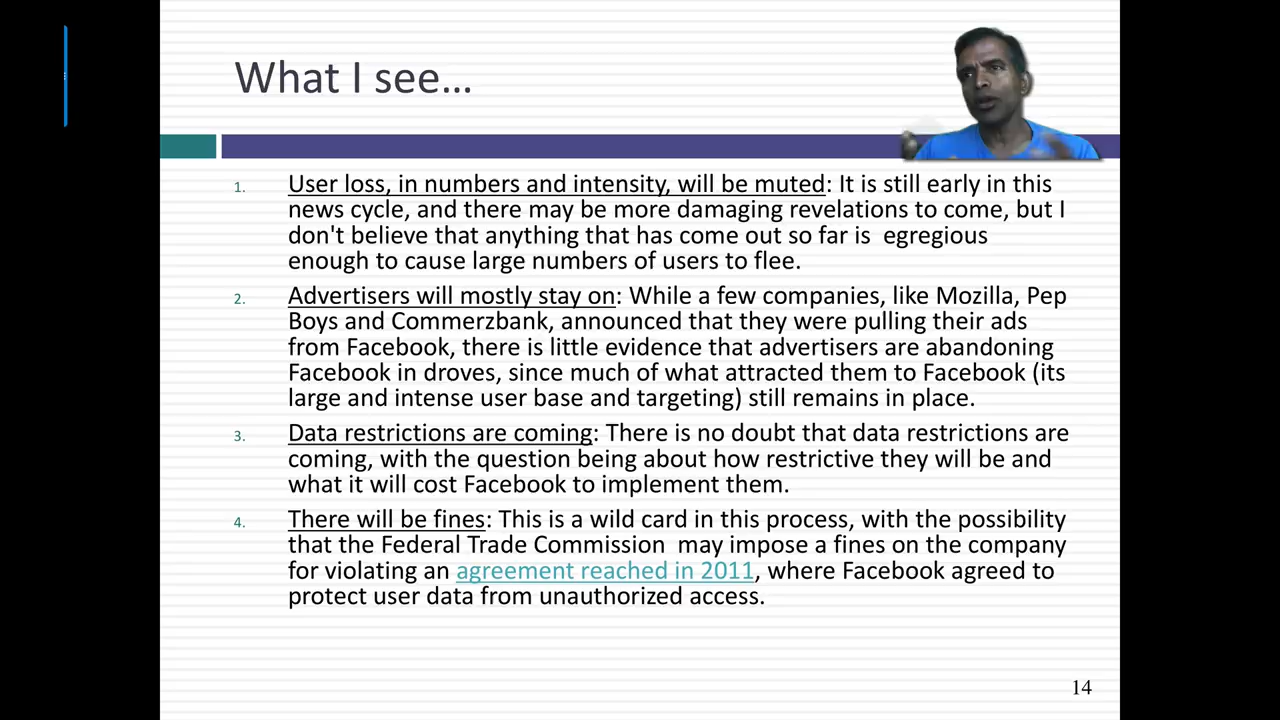 What I see…
1. User loss, in numbers and intensity, will be muted: It is still early in this
news cycle, and there may be more damaging revelations to come, but I
don't believe that anything that has come out so far is  egregious
enough to cause large numbers of users to flee.
2. Advertisers will mostly stay on: While a few companies, like Mozilla, Pep
Boys and Commerzbank, announced that they were pulling their ads
from Facebook, there is little evidence that advertisers are abandoning
Facebook in droves, since much of what attracted them to Facebook (its
large and intense user base and targeting) still remains in place.
3. Data restrictions are coming: There is no doubt that data restrictions are
coming, with the question being about how restrictive they will be and
what it will cost Facebook to implement them.
4. There will be fines: This is a wild card in this process, with the possibility
that the Federal Trade Commission  may impose a fines on the company
for violating an agreement reached in 2011, where Facebook agreed to
protect user data from unauthorized access.
14